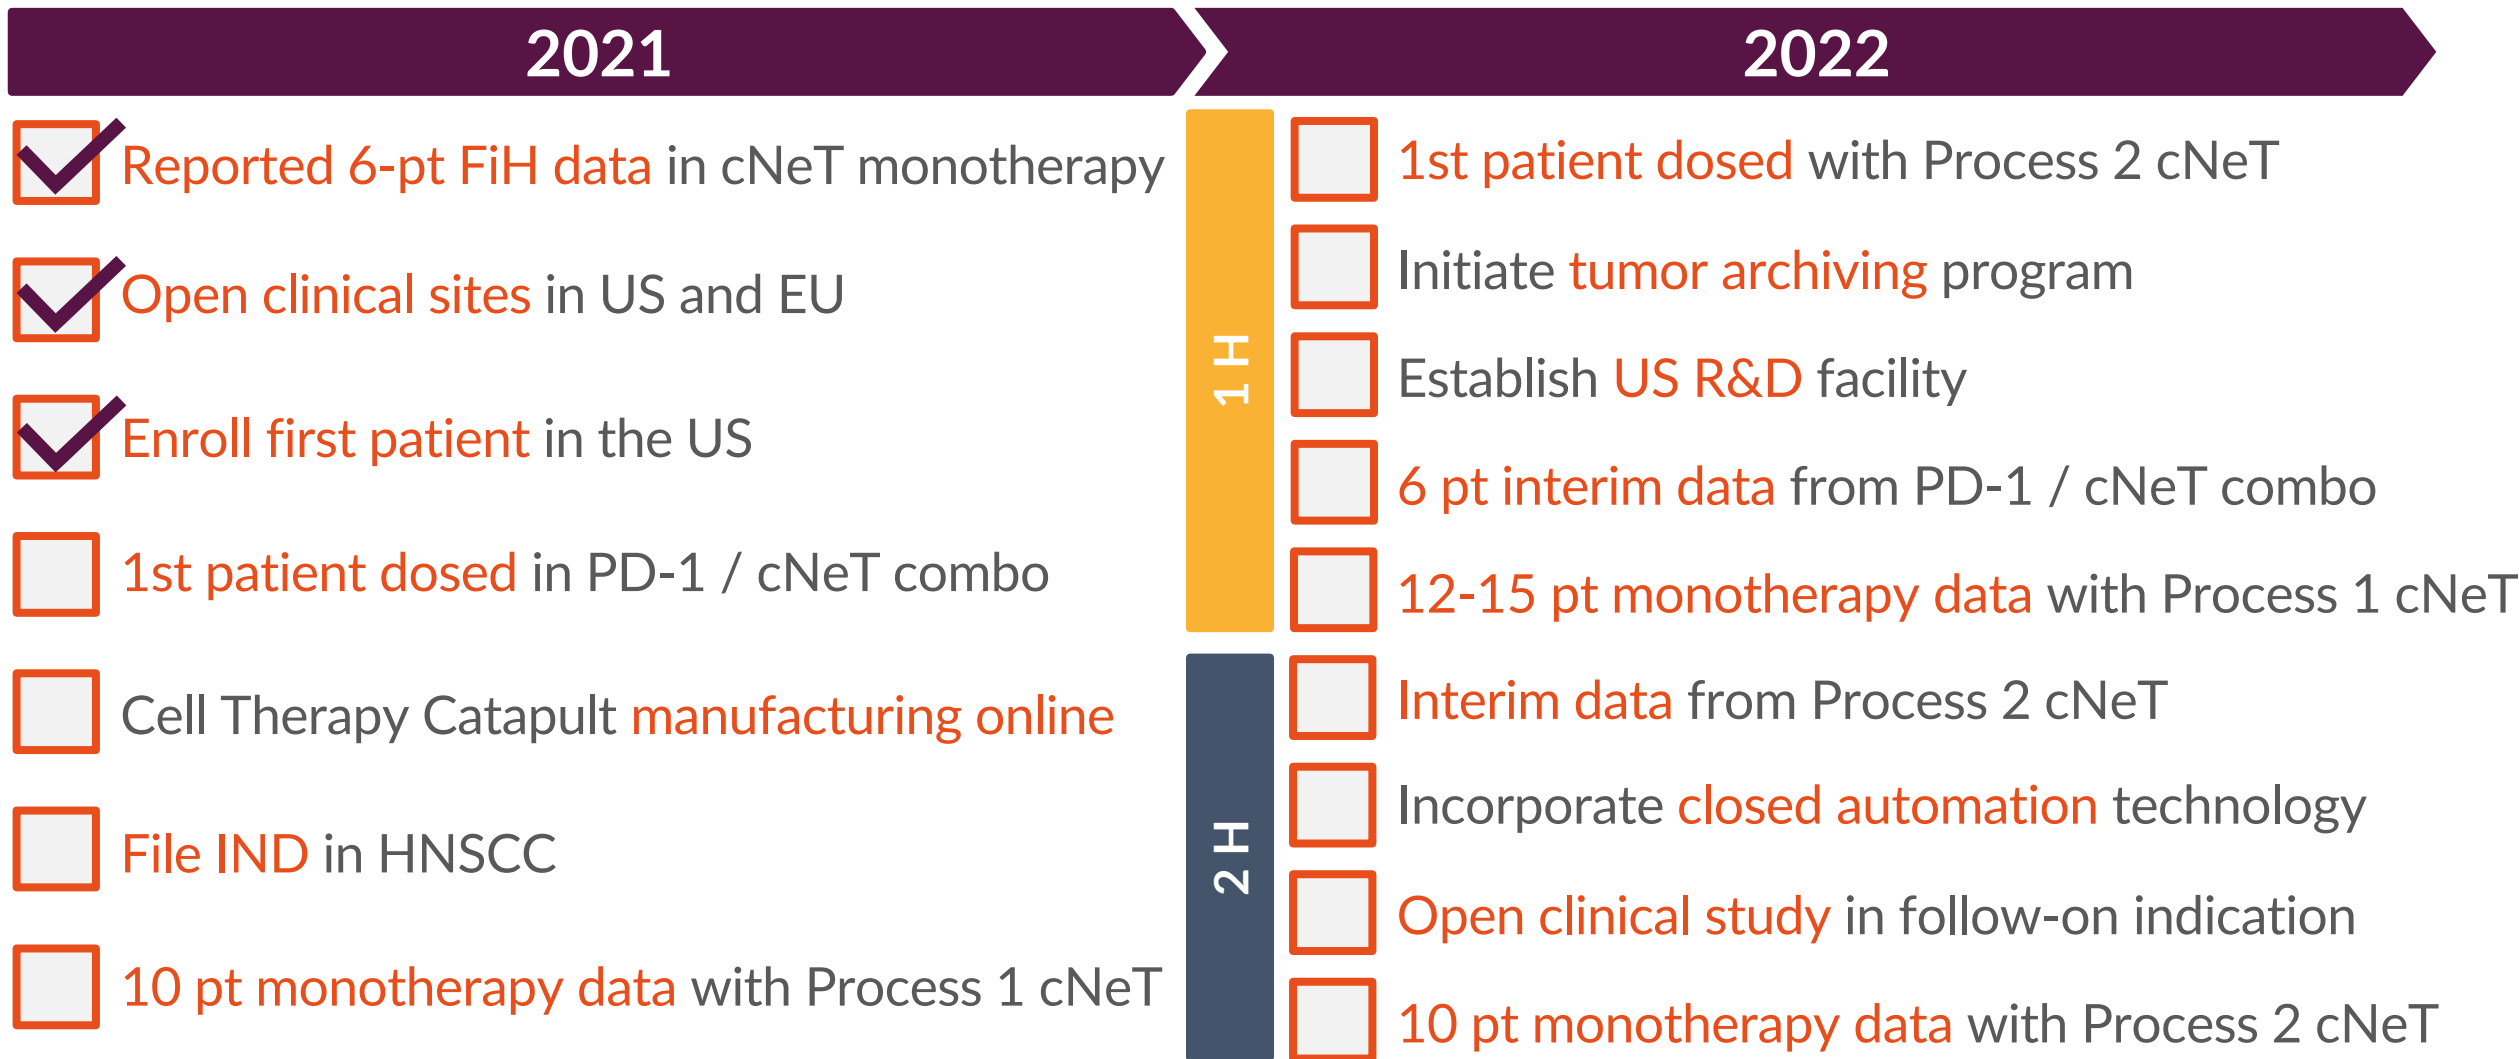 2021
Reported 6-pt FiH data in cNeT monotherapy
Open clinical sites in US and EU
Enroll first patient in the US
1st patient dosed in PD-1 / cNeT combo
Cell Therapy Catapult manufacturing online
File IND in HNSCC
10 pt monotherapy data with Process 1 cNeT
2022
1 H
1st patient dosed with Process 2 cNeT
Initiate tumor archiving program
Establish US R&D facility
6 pt interim data from PD-1 / cNeT combo
12-15 pt monotherapy data with Process 1 cNeT
2 H
Interim data from Process 2 cNeT
Incorporate closed automation technology
Open clinical study in follow-on indication
10 pt monotherapy data with Process 2 cNeT